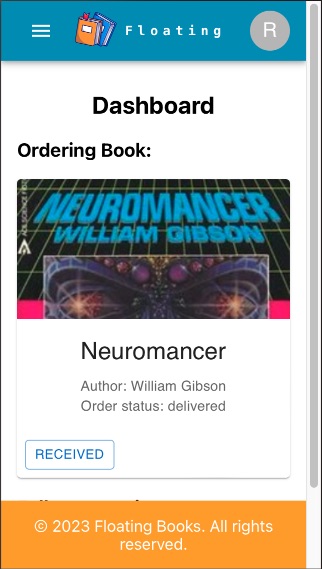 Floating
R
Dashboard
Ordering Book:
NEUROMANCER
WILLIAM GIBSON
Neuromancer
Author: William Gibson
Order status: delivered
RECEIVED
© 2023 Floating Books. All rights
reserved.